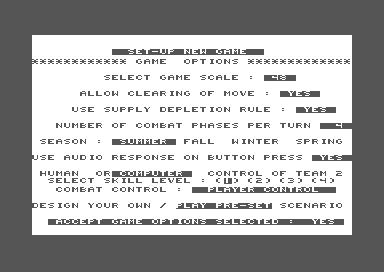 SET-UP NEW GAME
************ GAME OPTIONS *************
SELECT GAME SCALE : 48
ALLOW CLEARING OF MOVE : YES
USE SUPPLY DEPLETION RULE : YES
NUMBER OF COMBAT PHASES PER TURN 4
SEASON : SUMMER FALL WINTER SPRING
USE AUDIO RESPONSE ON BUTTON PRESS YES
HUMAN OR COMPUTER CONTROL OF TEAM 2
SELECT SKILL LEVEL : (1) (2) (3) (4)
COMBAT CONTROL : PLAYER CONTROL
DESIGN YOUR OWN / PLAY PRE-SET SCENARIO
ACCEPT GAME OPTIONS SELECTED : YES